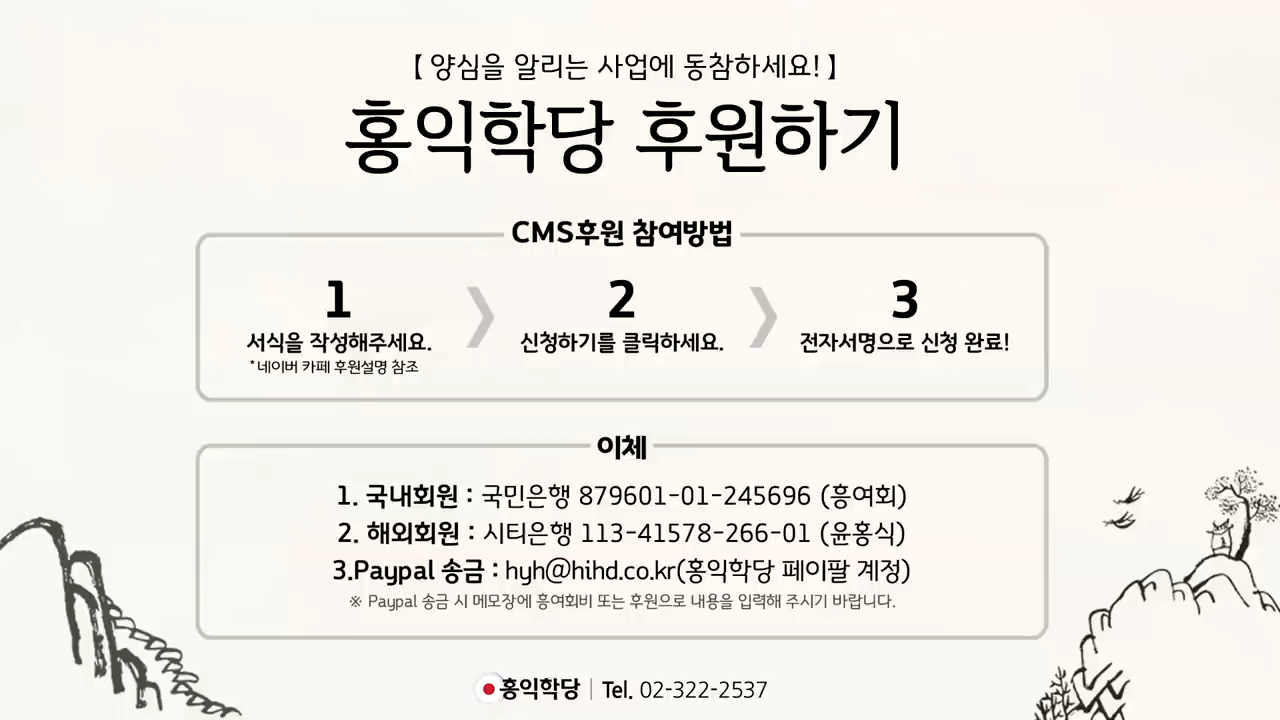 【 양심을 알리는 사업에 동참하세요! 】
홍익학당 후원하기
CMS후원 참여방법
1
서식을 작성해주세요.
*네이버 카페 후원설명 참조
2
신청하기를 클릭하세요.
3
전자서명으로 신청 완료!
이체
1. 국내회원 : 국민은행 879601-01-245696 (흥여회)
2. 해외회원 : 시티은행 113-41578-266-01 (윤홍식)
3.Paypal 송금 : hyh@hihd.co.kr(홍익학당 페이팔 계정)
※ Paypal 송금 시 메모장에 흥여회비 또는 후원으로 내용을 입력해 주시기 바랍니다.
홍익학당 | Tel. 02-322-2537